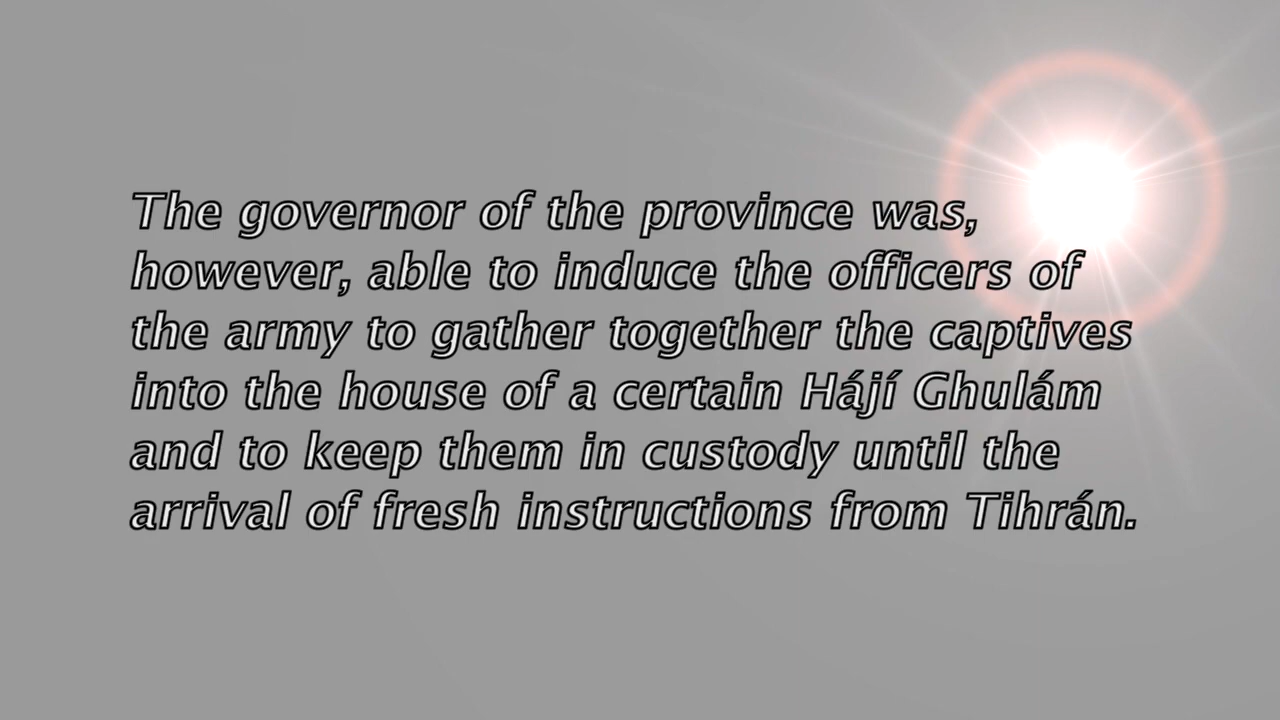 The governor of the province was,
however, able to induce the officers of
the army to gather together the captives
into the house of a certain Hájí Ghulám
and to keep them in custody until the
arrival of fresh instructions from Tihrán.